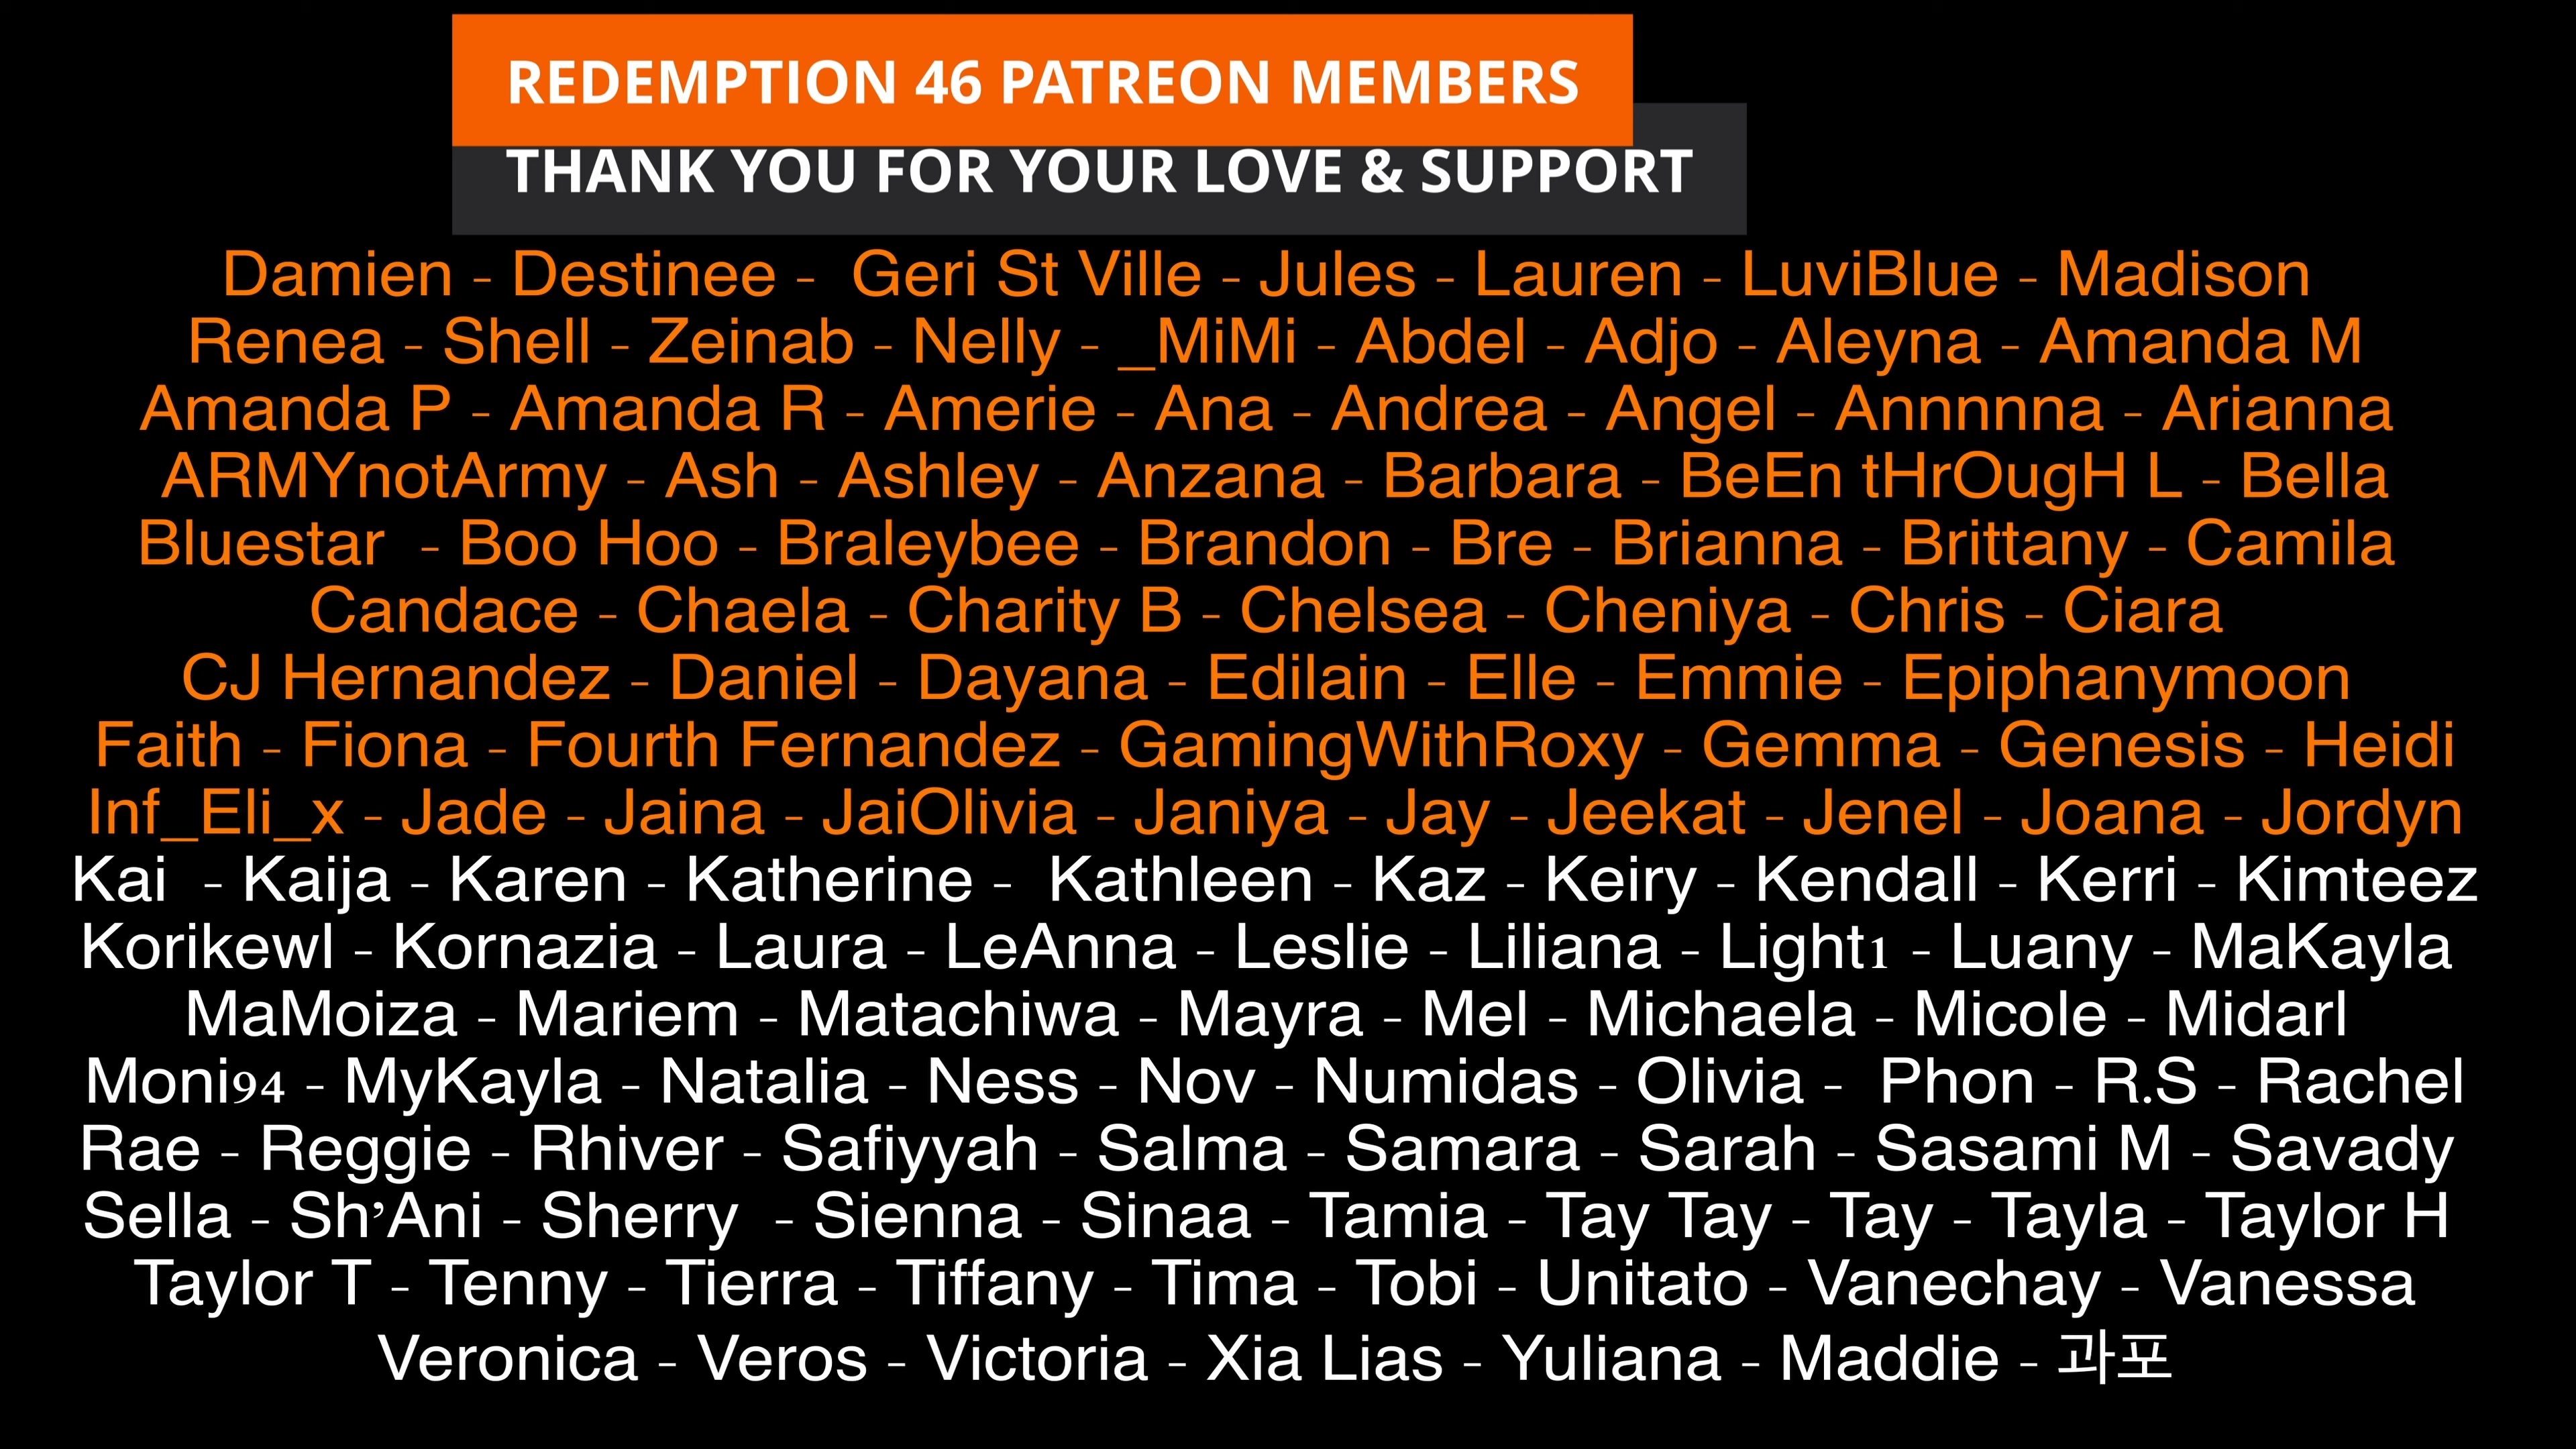 REDEMPTION 46 PATREON MEMBERS
THANK YOU FOR YOUR LOVE & SUPPORT
Damien - Destinee -  Geri St Ville - Jules - Lauren - LuviBlue - Madison
Renea - Shell - Zeinab - Nelly - _MiMi - Abdel - Adjo - Aleyna - Amanda M
Amanda P - Amanda R - Amerie - Ana - Andrea - Angel - Annnnna - Arianna
ARMYnotArmy - Ash - Ashley - Anzana - Barbara - BeEn tHrOugH L - Bella
Bluestar  - Boo Hoo - Braleybee - Brandon - Bre - Brianna - Brittany - Camila
Candace - Chaela - Charity B - Chelsea - Cheniya - Chris - Ciara
CJ Hernandez - Daniel - Dayana - Edilain - Elle - Emmie - Epiphanymoon
Faith - Fiona - Fourth Fernandez - GamingWithRoxy - Gemma - Genesis - Heidi
Inf_Eli_x - Jade - Jaina - JaiOlivia - Janiya - Jay - Jeekat - Jenel - Joana - Jordyn
Kai  - Kaija - Karen - Katherine -  Kathleen - Kaz - Keiry - Kendall - Kerri - Kimteez
Korikewl - Kornazia - Laura - LeAnna - Leslie - Liliana - Light1 - Luany - MaKayla
MaMoiza - Mariem - Matachiwa - Mayra - Mel - Michaela - Micole - Midarl
Moni94 - MyKayla - Natalia - Ness - Nov - Numidas - Olivia -  Phon - R.S - Rachel
Rae - Reggie - Rhiver - Safiyyah - Salma - Samara - Sarah - Sasami M - Savady
Sella - Sh’Ani - Sherry  - Sienna - Sinaa - Tamia - Tay Tay - Tay - Tayla - Taylor H
Taylor T - Tenny - Tierra - Tiffany - Tima - Tobi - Unitato - Vanechay - Vanessa
Veronica - Veros - Victoria - Xia Lias - Yuliana - Maddie - 과포